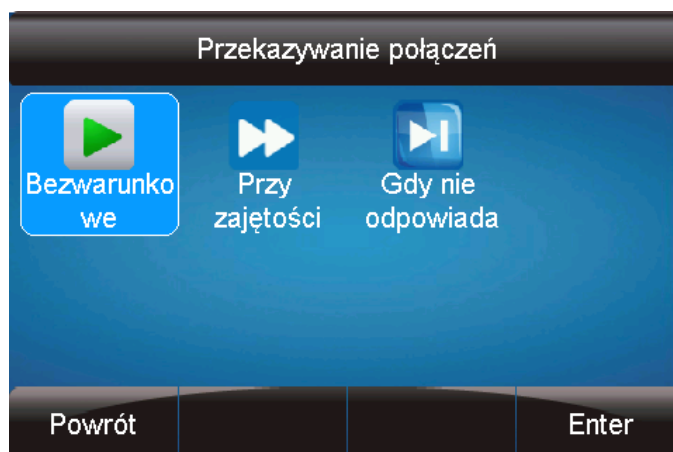 Przekazywanie połączeń
Bezwarunko
we
Przy
zajętości
Gdy nie
odpowiada
Powrót
Enter